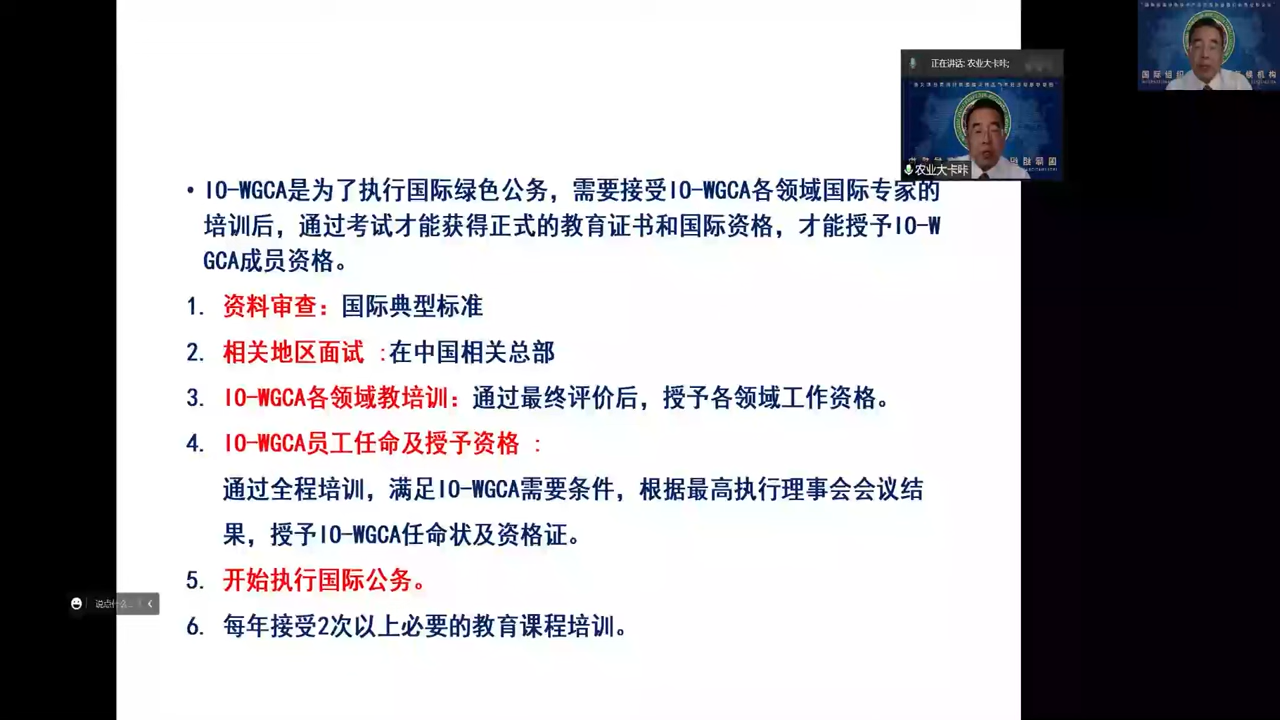 正在讲话: 农业大卡咔;
国际组织
候机构
农业大卡咔
• IO-WGCA是为了执行国际绿色公务，需要接受IO-WGCA各领域国际专家的
培训后，通过考试才能获得正式的教育证书和国际资格，才能授予IO-W
GCA成员资格。
1. 资料审查：国际典型标准
2. 相关地区面试 :在中国相关总部
3. IO-WGCA各领域教培训：通过最终评价后，授予各领域工作资格。
4. IO-WGCA员工任命及授予资格 :
通过全程培训，满足IO-WGCA需要条件，根据最高执行理事会会议结
果，授予IO-WGCA任命状及资格证。
5. 开始执行国际公务。
说点什么...
6. 每年接受2次以上必要的教育课程培训。